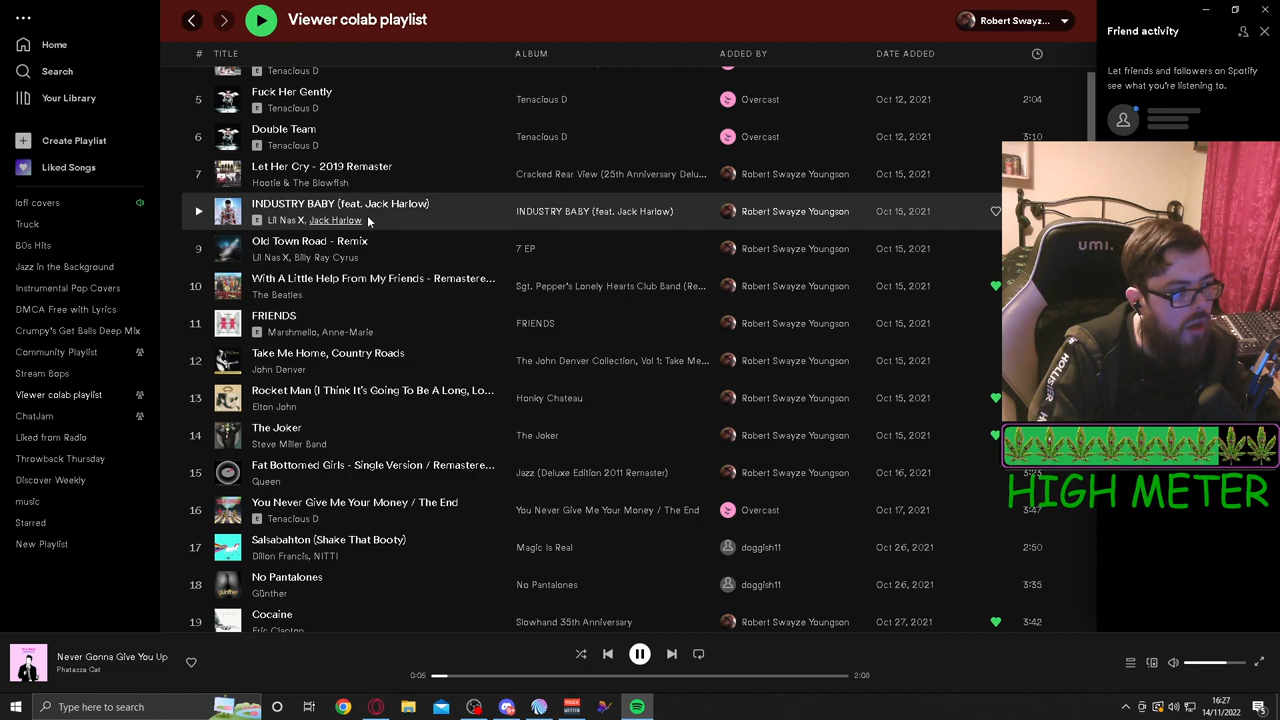 Viewer colab playlist
Robert Swayz...
Friend activity
Let friends and followers on Spotify
see what you're listening to.
Home
Search
Your Library
Create Playlist
Liked Songs
lofi covers
Truck
80s Hits
Jazz in the Background
Instrumental Pop Covers
DMCA Free with Lyrics
Crumpy's Get Balls Deep Mix
Community Playlist
Stream Bops
Viewer colab playlist
ChatJam
Liked from Radio
Throwback Thursday
Discover Weekly
music
Starred
New Playlist
# TITLE ALBUM ADDED BY DATE ADDED
E Tenacious D
5 Fuck Her Gently Tenacious D Overcast Oct 12, 2021 2:04
E Tenacious D
6 Double Team Tenacious D Overcast Oct 12, 2021 3:10
E Tenacious D
7 Let Her Cry - 2019 Remaster Cracked Rear View (25th Anniversary Delu... Robert Swayze Youngson Oct 15, 2021
Hootie & The Blowfish
INDUSTRY BABY (feat. Jack Harlow) INDUSTRY BABY (feat. Jack Harlow) Robert Swayze Youngson Oct 15, 2021
E Lil Nas X, Jack Harlow
9 Old Town Road - Remix 7 EP Robert Swayze Youngson Oct 15, 2021
Lil Nas X, Billy Ray Cyrus
10 With A Little Help From My Friends - Remastere... Sgt. Pepper's Lonely Hearts Club Band (Re... Robert Swayze Youngson Oct 15, 2021
The Beatles
11 FRIENDS FRIENDS Robert Swayze Youngson Oct 15, 2021
E Marshmello, Anne-Marie
12 Take Me Home, Country Roads The John Denver Collection, Vol 1: Take Me... Robert Swayze Youngson Oct 15, 2021
John Denver
13 Rocket Man (I Think It's Going To Be A Long, Lo... Honky Chateau Robert Swayze Youngson Oct 15, 2021
Elton John
14 The Joker The Joker Robert Swayze Youngson Oct 15, 2021
Steve Miller Band
15 Fat Bottomed Girls - Single Version / Remastere... Jazz (Deluxe Edition 2011 Remaster) Robert Swayze Youngson Oct 16, 2021 3:23
Queen
16 You Never Give Me Your Money / The End You Never Give Me Your Money / The End Overcast Oct 17, 2021 3:47
E Tenacious D
17 Salsabahton (Shake That Booty) Magic Is Real doggish11 Oct 26, 2021 2:50
Dillon Francis, NITTI
18 No Pantalones No Pantalones doggish11 Oct 26, 2021 3:35
Günther
19 Cocaine Slowhand 35th Anniversary Robert Swayze Youngson Oct 27, 2021 3:42
Eric Clapton
umi.
HOLLISTER
HIGH METER
Never Gonna Give You Up
Phatazza Cat
0:05
2:08
Type here to search
16:27
14/11/2022